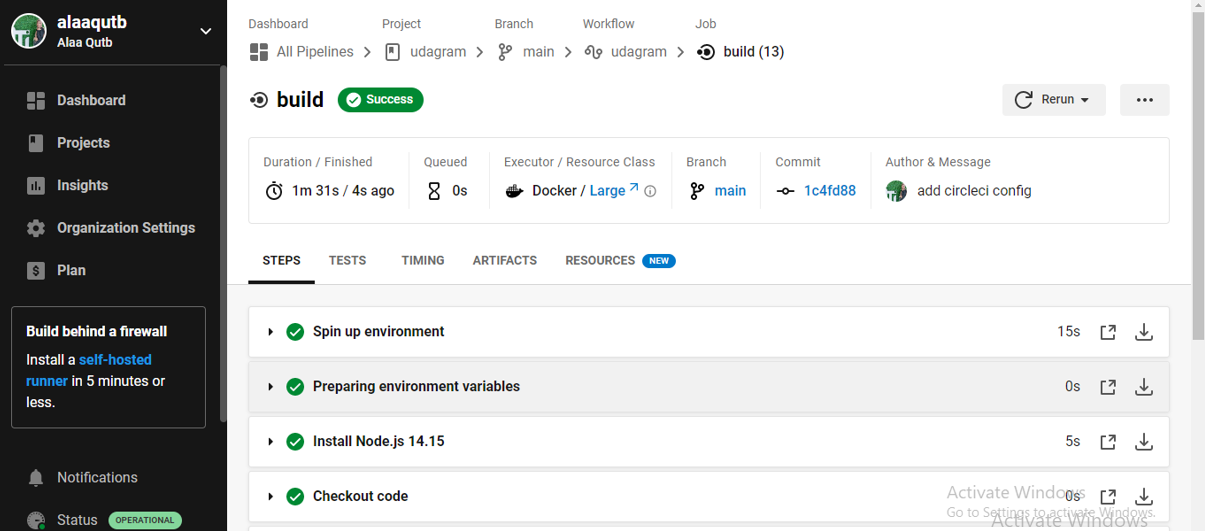 alaaqutb
Alaa Qutb
Dashboard
Projects
Insights
Organization Settings
Plan
Build behind a firewall
Install a self-hosted
runner in 5 minutes or
less.
Notifications
Status OPERATIONAL
Dashboard Project Branch Workflow Job
All Pipelines udagram main udagram build (13)
build Success Rerun
Duration / Finished Queued Executor / Resource Class Branch Commit Author & Message
1m 31s / 4s ago 0s Docker / Large main 1c4fd88 add circleci config
STEPS TESTS TIMING ARTIFACTS RESOURCES NEW
Spin up environment 15s
Preparing environment variables 0s
Install Node.js 14.15 5s
Checkout code 0s
Activate Windows
Go to Settings to activate Windows.
Activate Windows